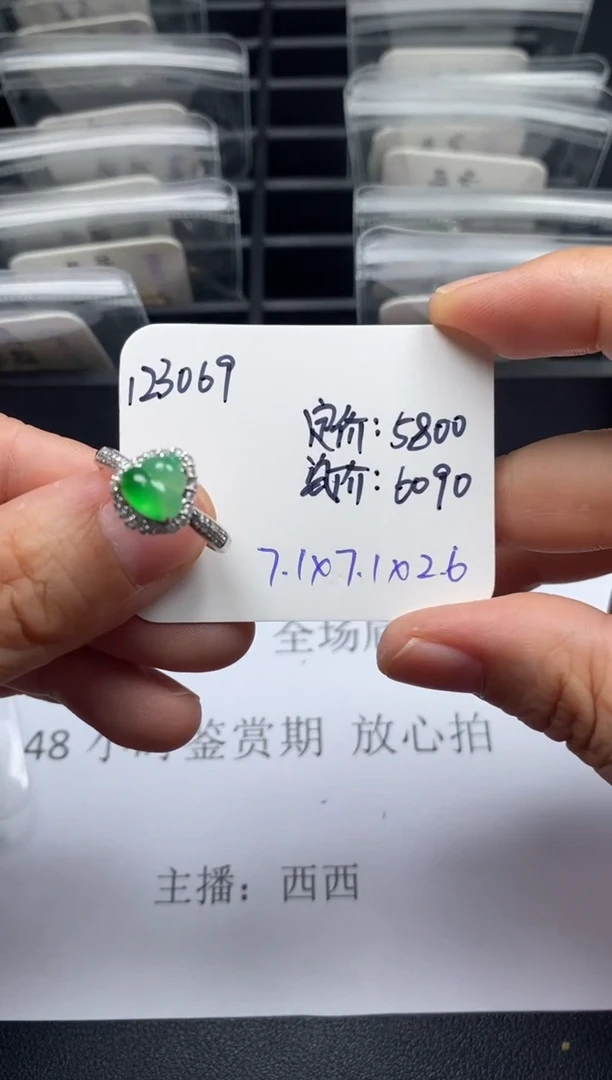 123069
定价：5800
价：6090
7.1x7.1x2.6
全场
48 小时鉴赏期 放心拍
主播：西西